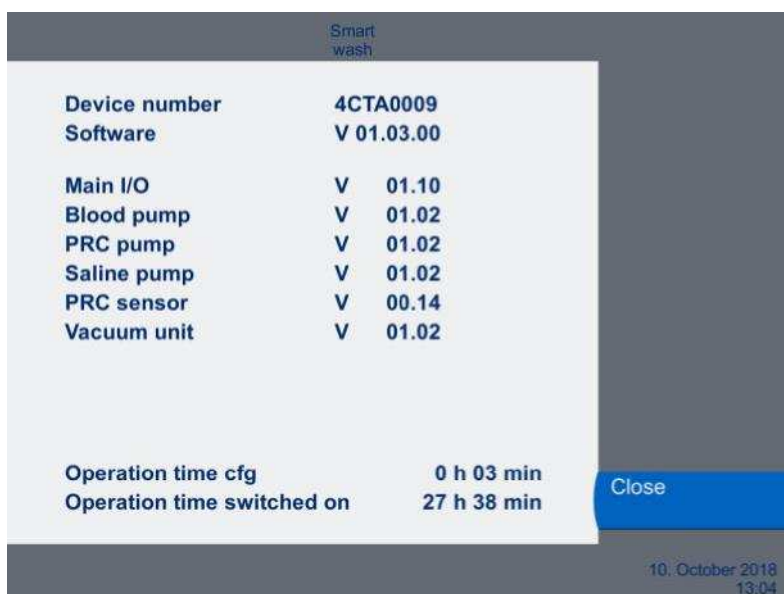 Smart
wash
Device number 4CTA0009
Software V 01.03.00
Main I/O V 01.10
Blood pump V 01.02
PRC pump V 01.02
Saline pump V 01.02
PRC sensor V 00.14
Vacuum unit V 01.02
Operation time cfg 0 h 03 min
Operation time switched on 27 h 38 min
Close
10. October 2018
13:04